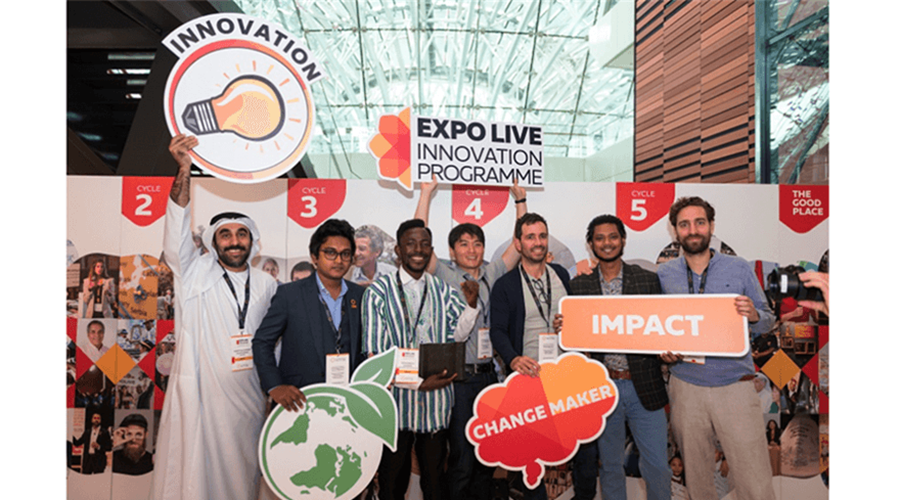 INNOVATION
EXPO LIVE
INNOVATION
PROGRAMME
CYCLE
2
CYCLE
3
CYCLE
4
CYCLE
5
THE
GOOD
PLACE
IMPACT
CHANGE MAKER